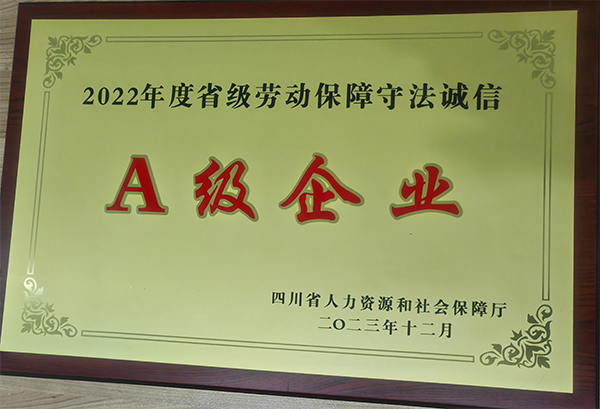 2022年度省级劳动保障守法诚信
A级企业
四川省人力资源和社会保障厅
二〇二三年十二月